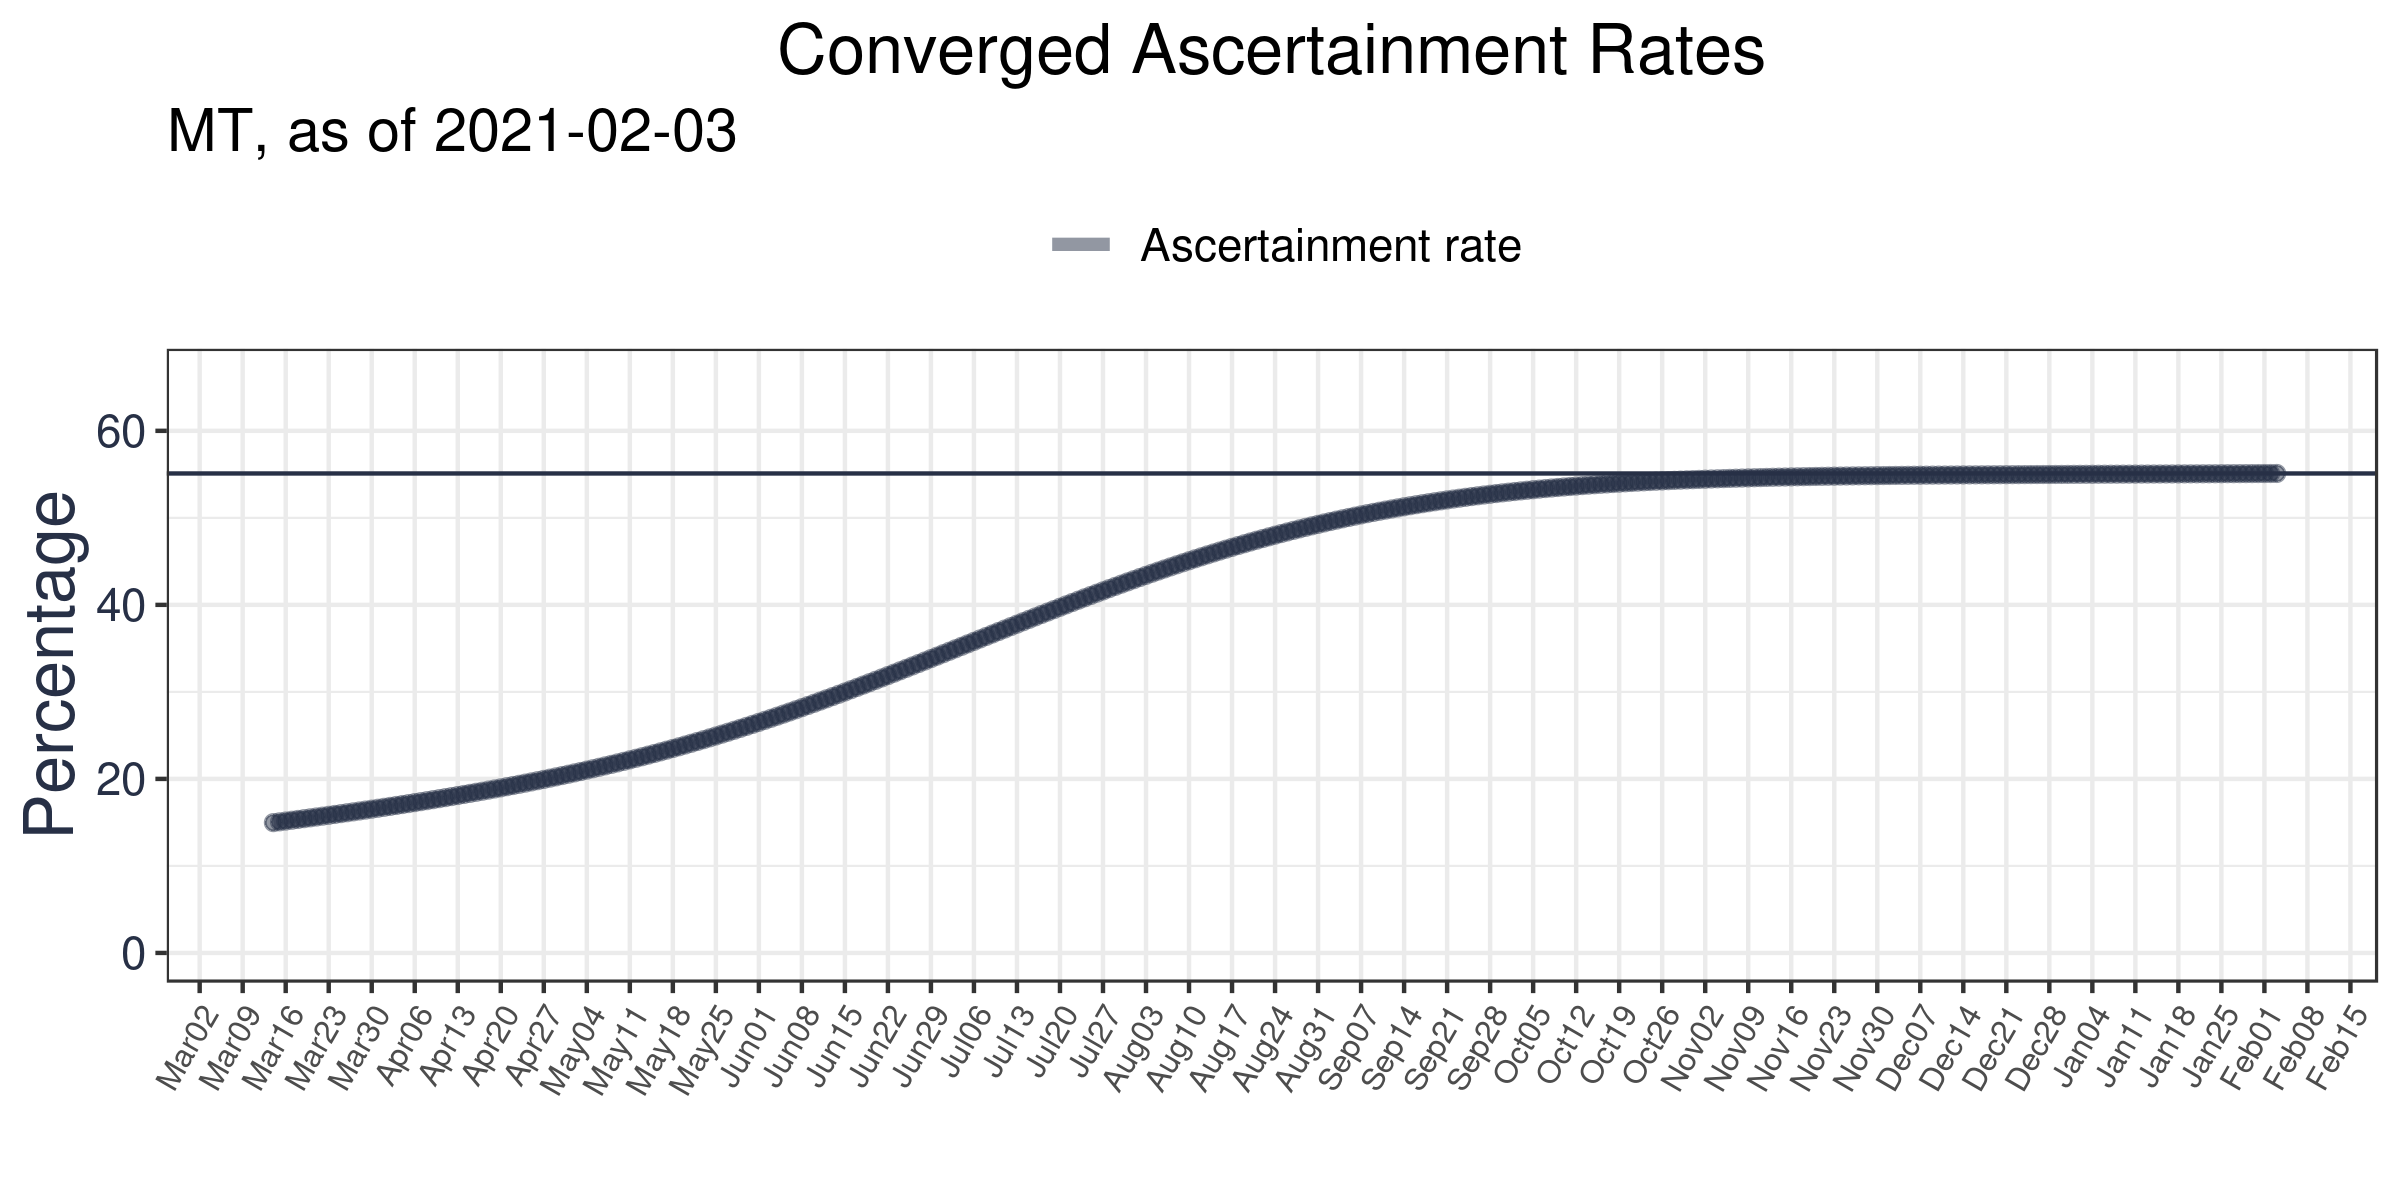 Converged Ascertainment Rates
MT, as of 2021-02-03
Ascertainment rate
Percentage
60
40
20
0
Mar02
Mar09
Mar16
Mar23
Mar30
Apr06
Apr13
Apr20
Apr27
May04
May11
May18
May25
Jun01
Jun08
Jun15
Jun22
Jun29
Jul06
Jul13
Jul20
Jul27
Aug03
Aug10
Aug17
Aug24
Aug31
Sep07
Sep14
Sep21
Sep28
Oct05
Oct12
Oct19
Oct26
Nov02
Nov09
Nov16
Nov23
Nov30
Dec07
Dec14
Dec21
Dec28
Jan04
Jan11
Jan18
Jan25
Feb01
Feb08
Feb15